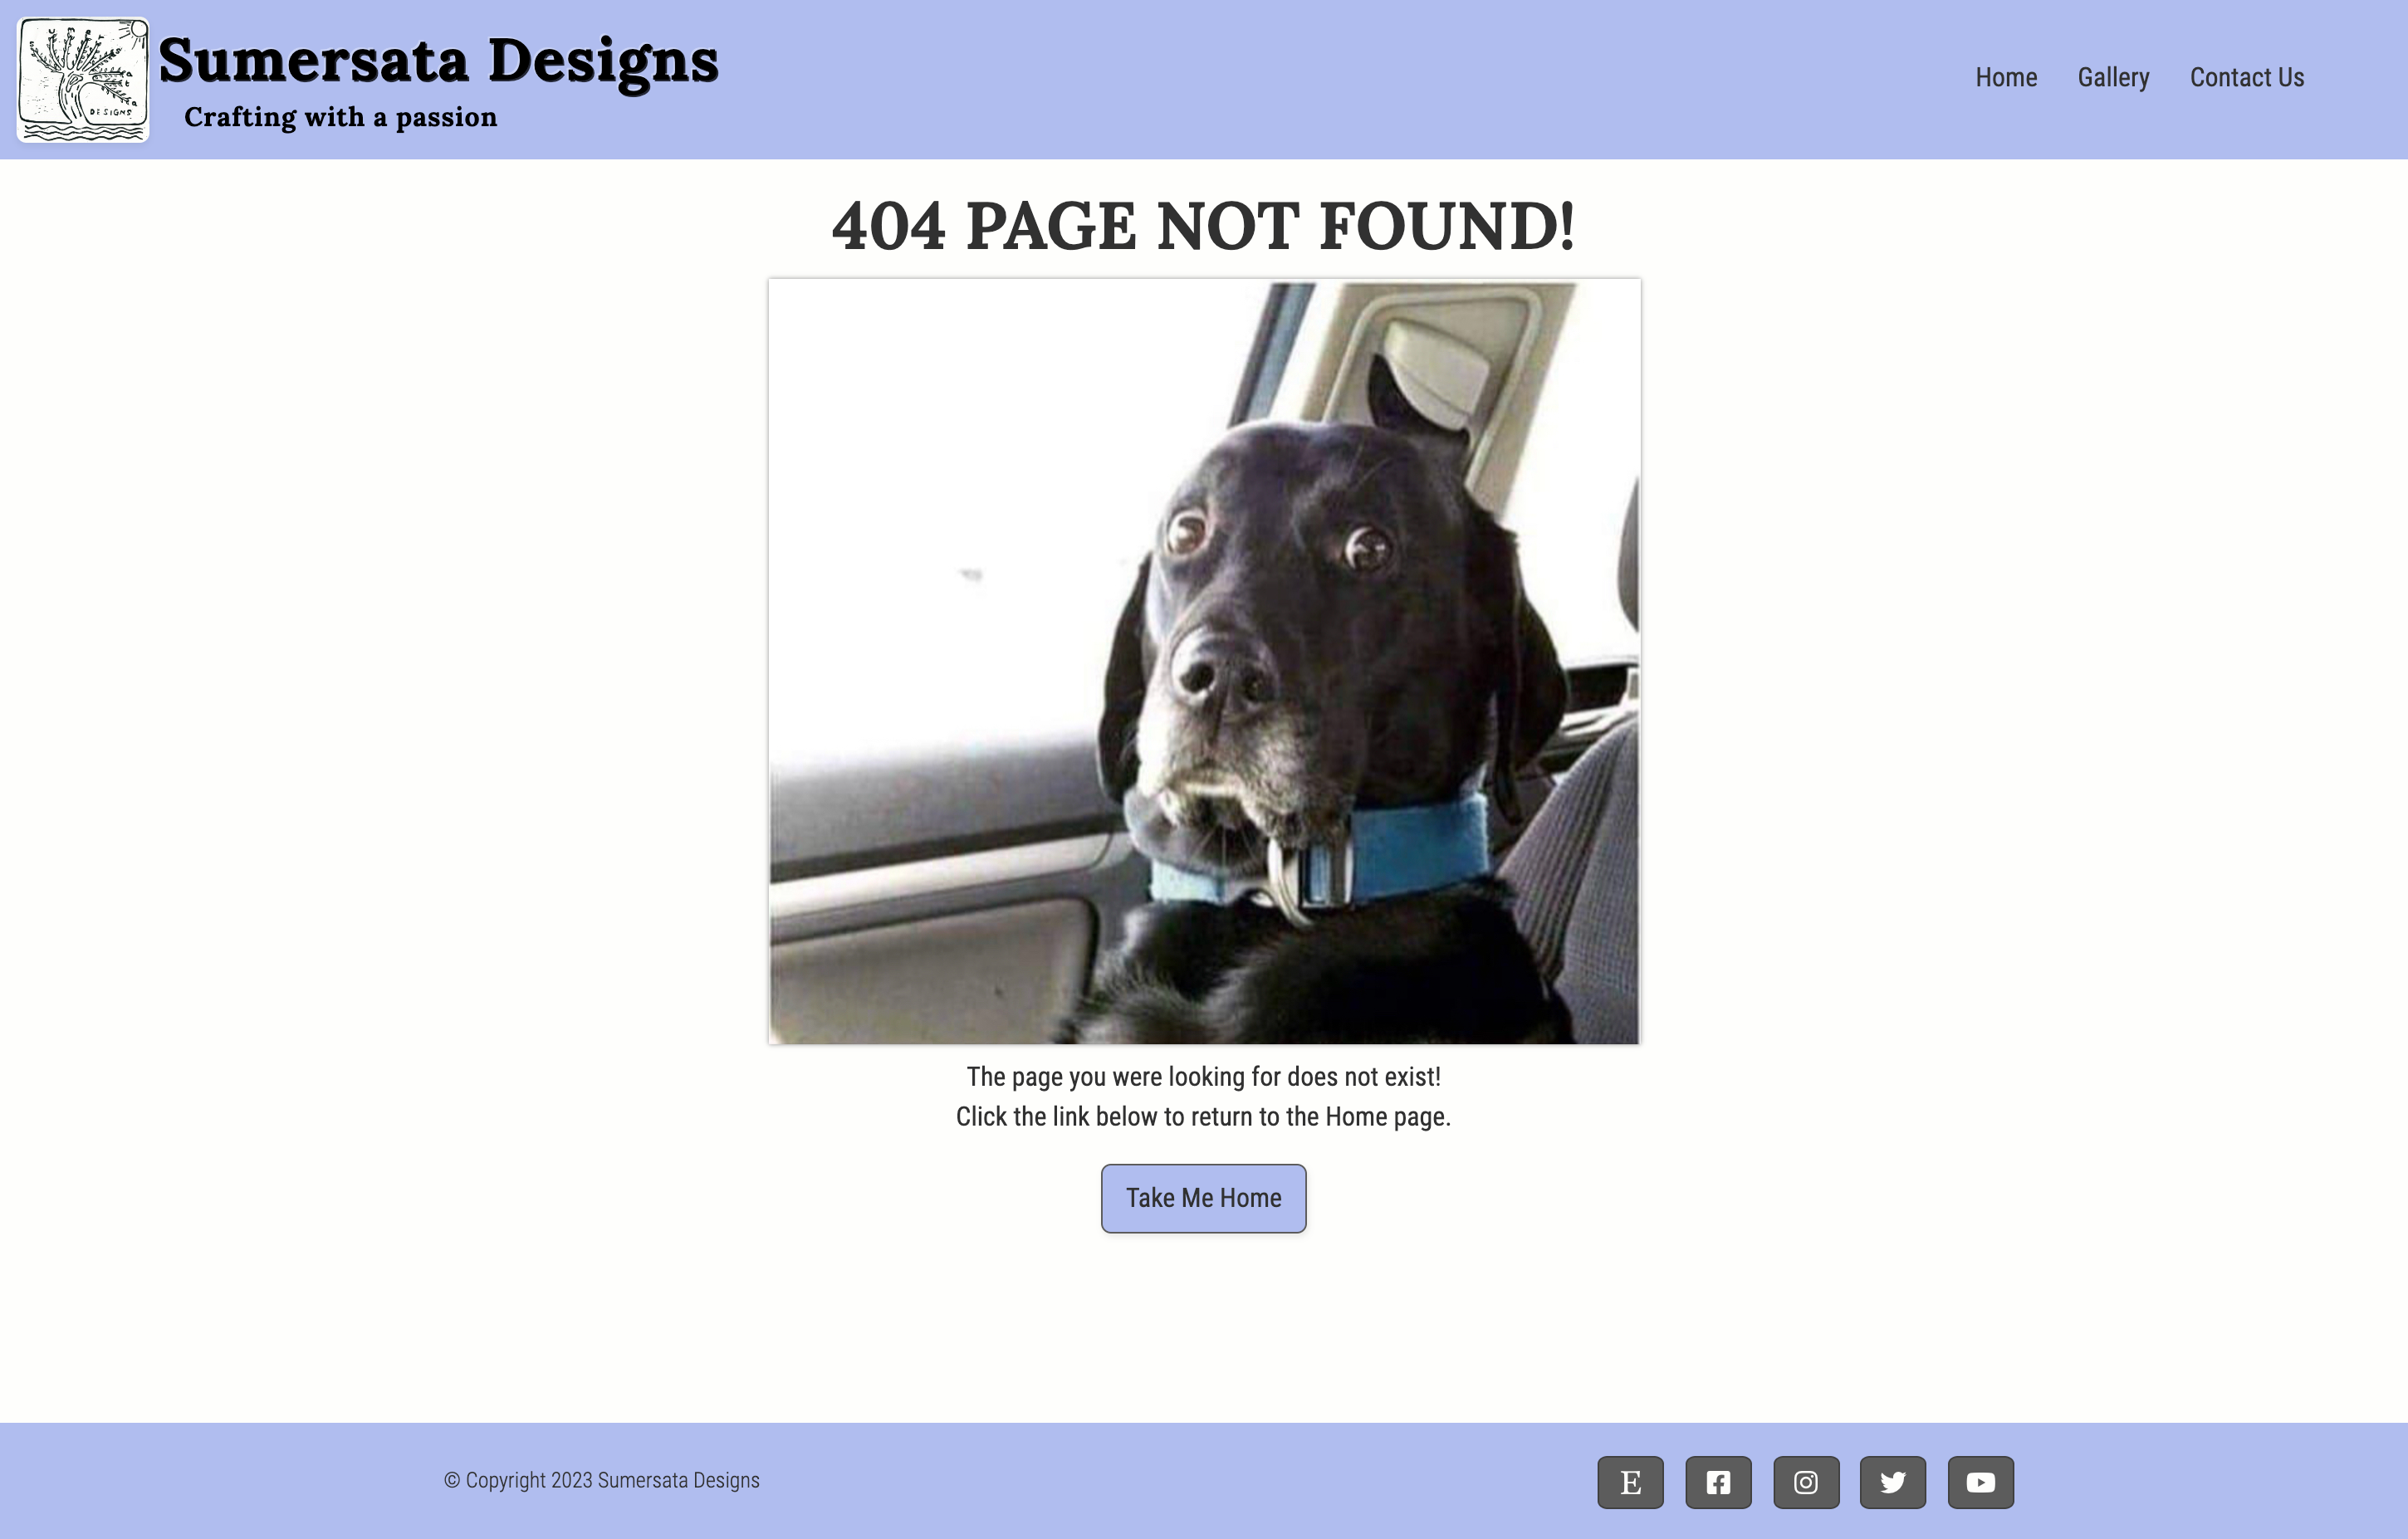 Sumersata Designs
Crafting with a passion
DESIGNS
Home Gallery Contact Us
404 PAGE NOT FOUND!
The page you were looking for does not exist!
Click the link below to return to the Home page.
Take Me Home
© Copyright 2023 Sumersata Designs
E